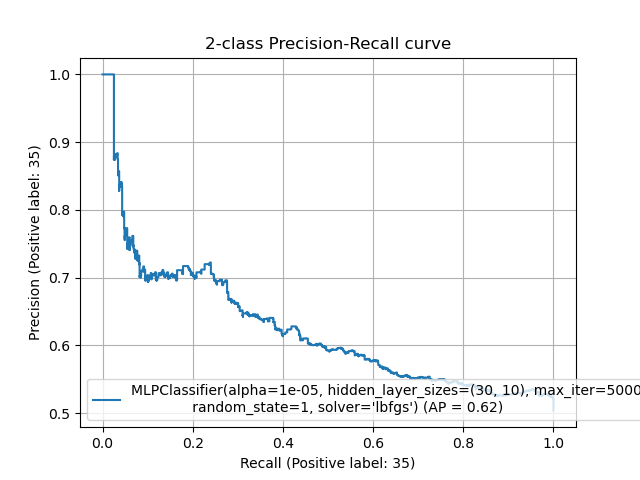 2-class Precision-Recall curve
1.0
0.9
0.8
0.7
0.6
0.5
Precision (Positive label: 35)
MLPClassifier(alpha=1e-05, hidden_layer_sizes=(30, 10), max_iter=5000
random_state=1, solver='lbfgs') (AP = 0.62)
0.0 0.2 0.4 0.6 0.8 1.0
Recall (Positive label: 35)